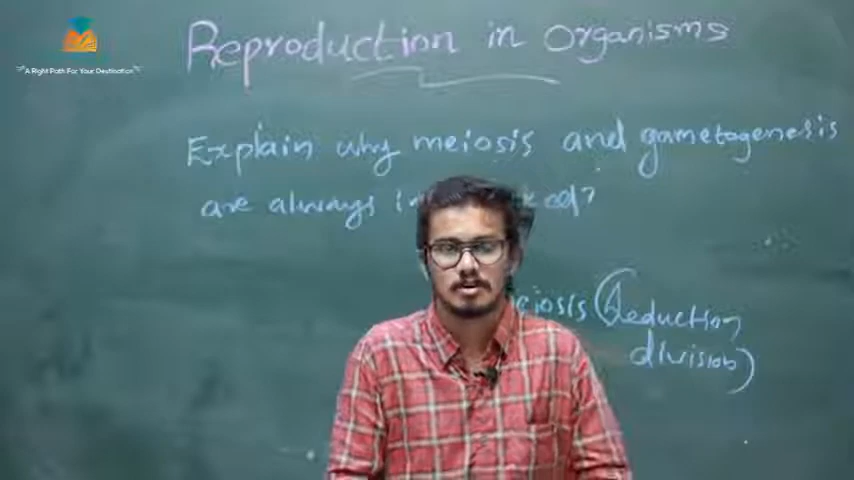 "A Right Path For Your Destination"
Reproduction in Organisms
Explain why meiosis and gametogenesis
are always
eiosis (Reduction
division)